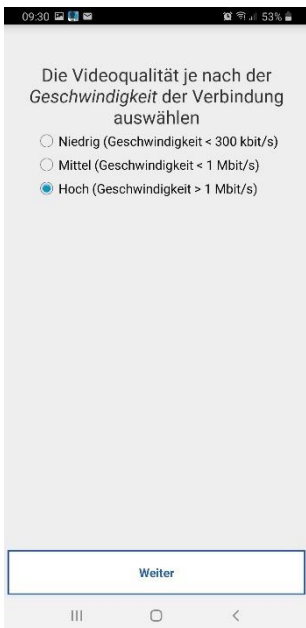 09:30 53%
Die Videoqualität je nach der
Geschwindigkeit der Verbindung
auswählen
Niedrig (Geschwindigkeit < 300 kbit/s)
Mittel (Geschwindigkeit < 1 Mbit/s)
Hoch (Geschwindigkeit > 1 Mbit/s)
Weiter